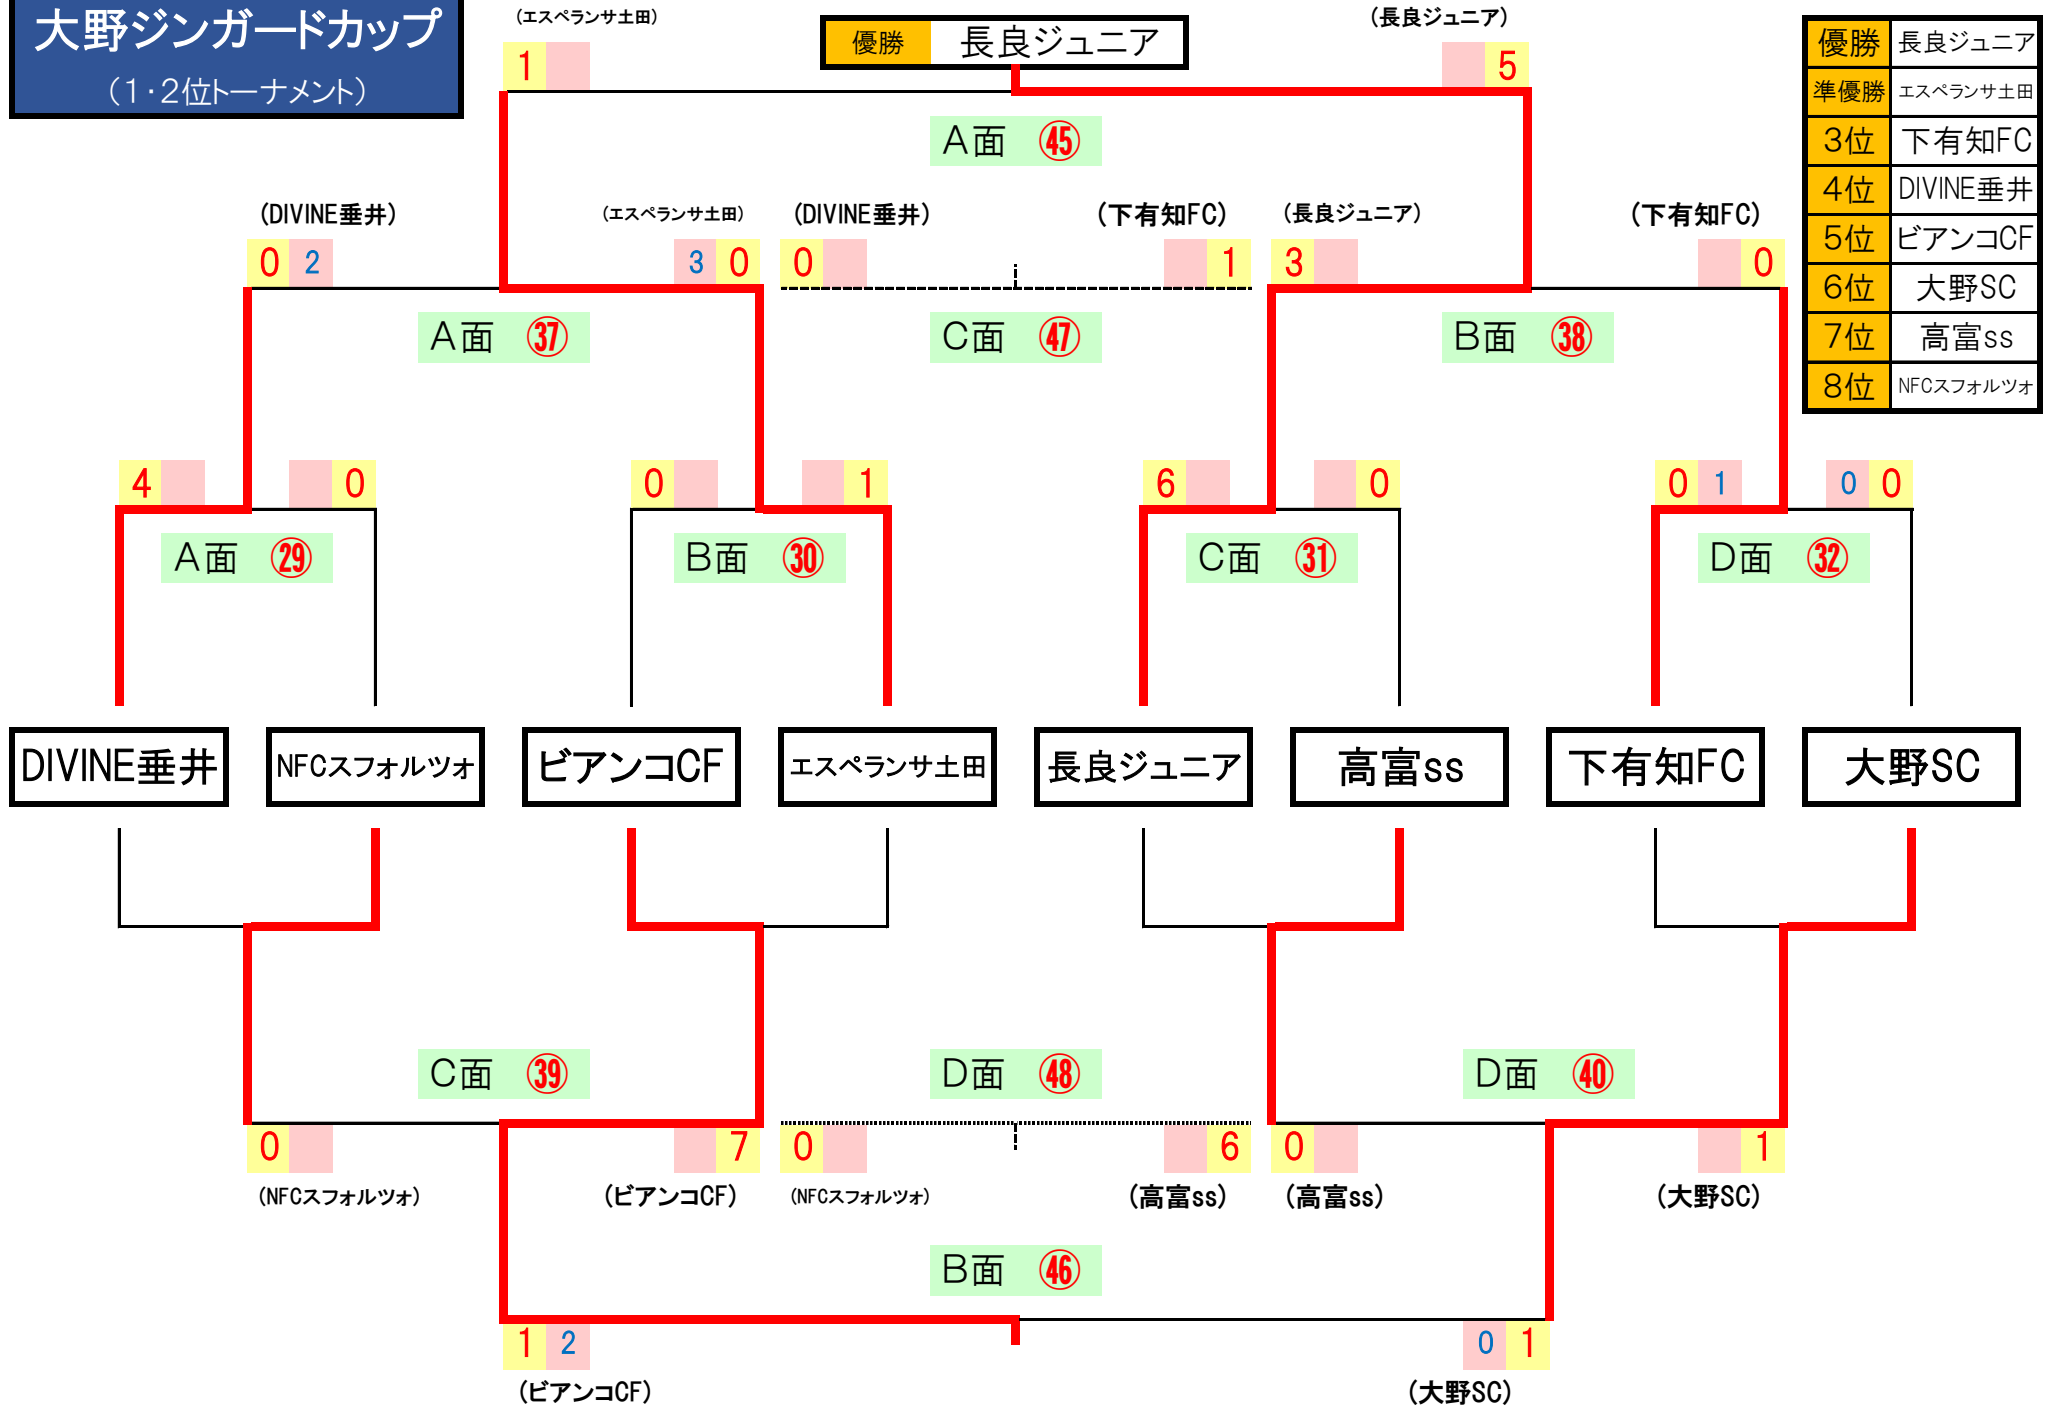 大野ジンガードカップ
（1・2位トーナメント）
（エスペランサ土田）
1
優勝 長良ジュニア
（長良ジュニア）
5
優勝 長良ジュニア
準優勝 エスペランサ土田
3位 下有知FC
4位 DIVINE垂井
5位 ビアンコCF
6位 大野SC
7位 高富ss
8位 NFCスフォルツォ
A面 ㊺
（DIVINE垂井） （エスペランサ土田） （DIVINE垂井） （下有知FC） （長良ジュニア） （下有知FC）
0 2 3 0 0 1 3 0
A面 ㊲ C面 ㊼ B面 ㊳
4 0 0 1 6 0 0 1 0 0
A面 ㉙ B面 ㉚ C面 ㉛ D面 ㉜
DIVINE垂井 NFCスフォルツォ ビアンコCF エスペランサ土田 長良ジュニア 高富ss 下有知FC 大野SC
C面 ㊴ D面 ㊽ D面 ㊵
0 7 0 6 0 1
（NFCスフォルツォ） （ビアンコCF） （NFCスフォルツォ） （高富ss） （高富ss） （大野SC）
B面 ㊻
1 2 0 1
（ビアンコCF） （大野SC）